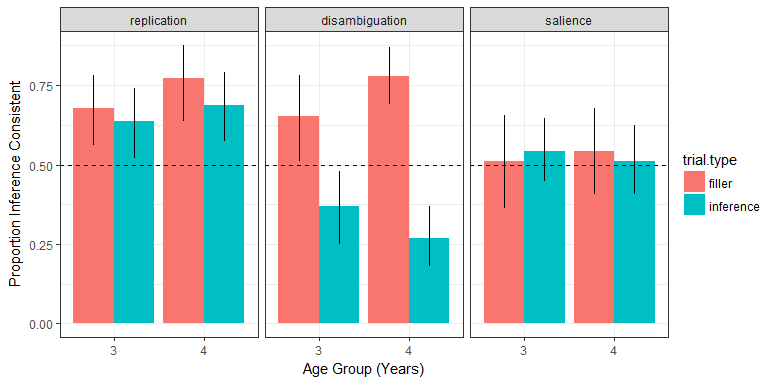 replication
disambiguation
salience
Proportion Inference Consistent
0.75
0.50
0.25
0.00
3
4
3
4
3
4
Age Group (Years)
trial.type
filler
inference